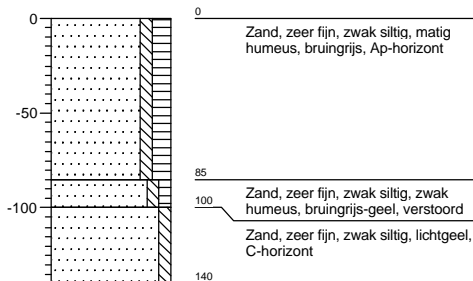 0
0
Zand, zeer fijn, zwak siltig, matig
humeus, bruingrijs, Ap-horizont
-50
85
Zand, zeer fijn, zwak siltig, zwak
humeus, bruingrijs-geel, verstoord
-100
100
Zand, zeer fijn, zwak siltig, lichtgeel,
C-horizont
140